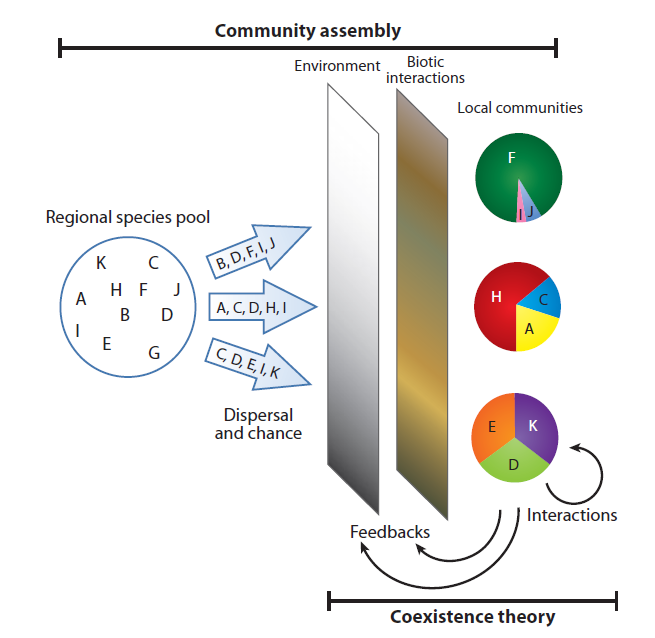 Community assembly
Environment
Biotic
interactions
Local communities
Regional species pool
K
C
A
H
F
J
B
D
I
E
G
B, D, F, I, J
A, C, D, H, I
C, D, E, I, K
Dispersal
and chance
F
I
J
H
C
A
E
K
D
Interactions
Feedbacks
Coexistence theory